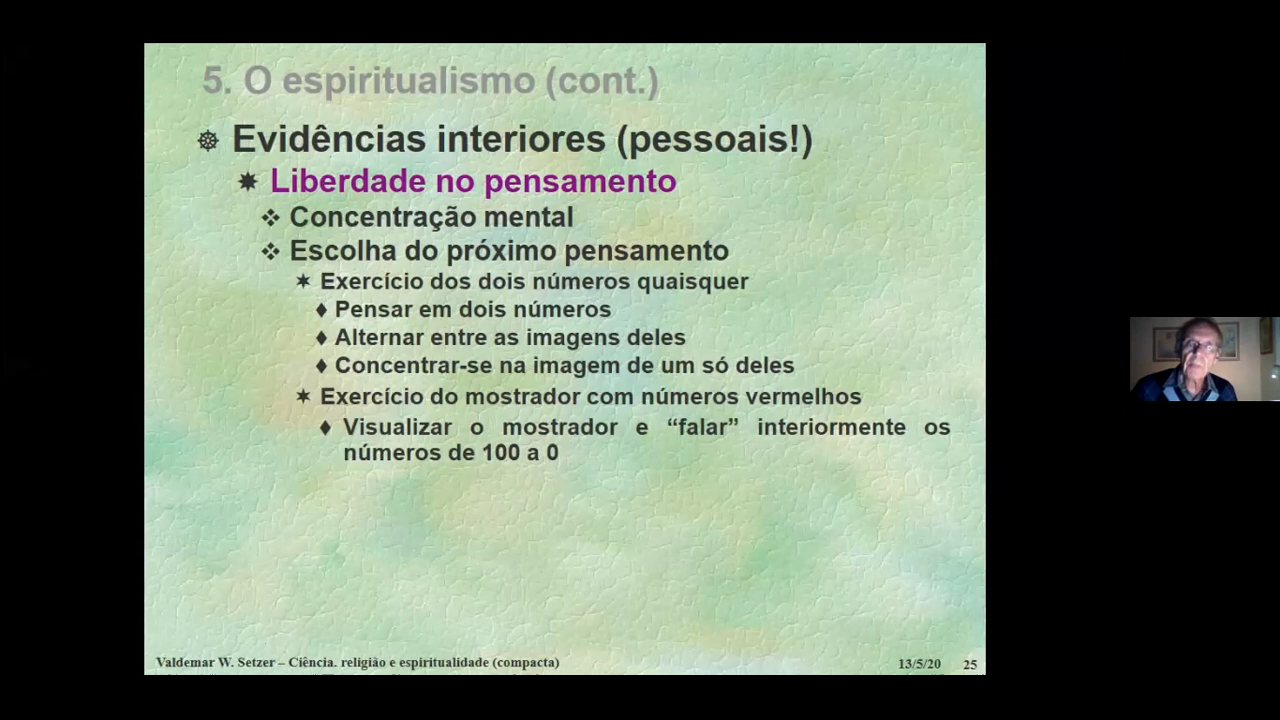 5. O espiritualismo (cont.)
Evidências interiores (pessoais!)
Liberdade no pensamento
Concentração mental
Escolha do próximo pensamento
Exercício dos dois números quaisquer
Pensar em dois números
Alternar entre as imagens deles
Concentrar-se na imagem de um só deles
Exercício do mostrador com números vermelhos
Visualizar o mostrador e “falar” interiormente os
números de 100 a 0
Valdemar W. Setzer – Ciência. religião e espiritualidade (compacta) 13/5/20 25